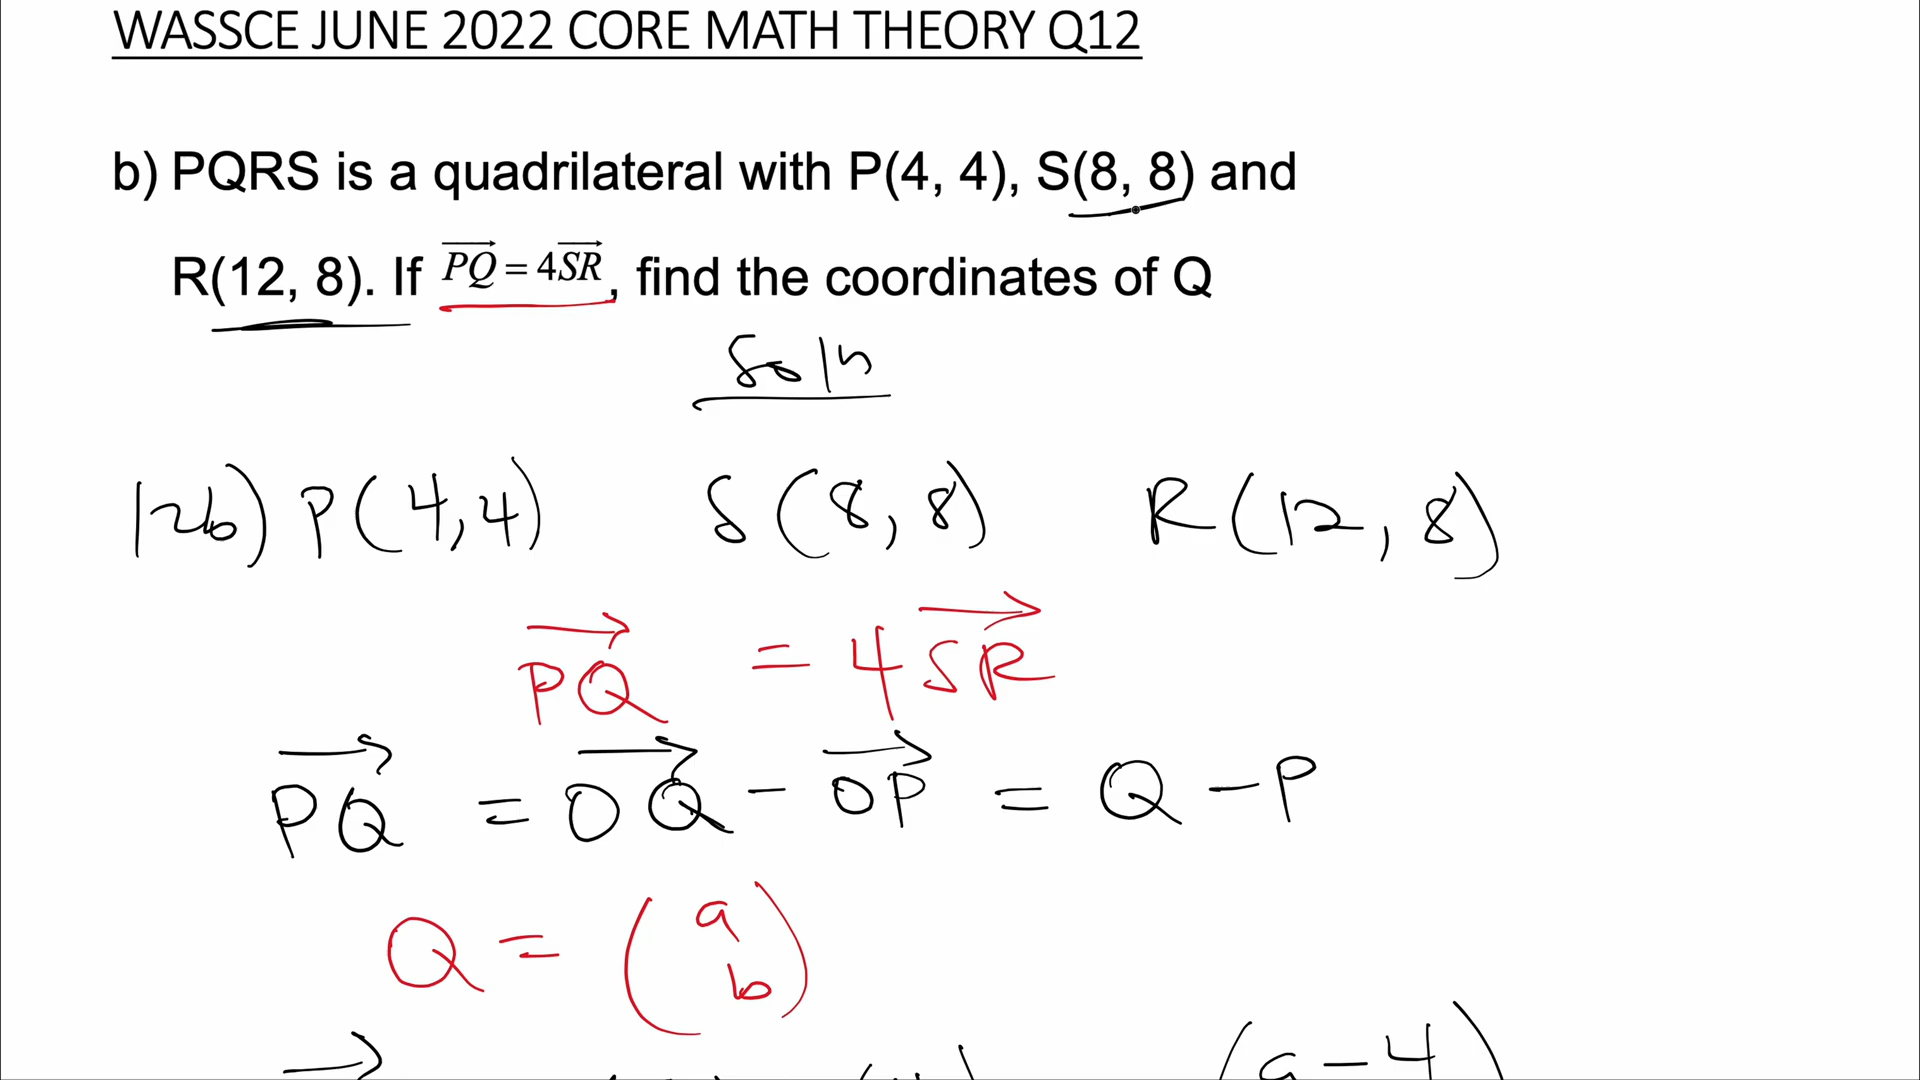 WASSCE JUNE 2022 CORE MATH THEORY Q12
b) PQRS is a quadrilateral with P(4, 4), S(8, 8) and
R(12, 8). If PQ⃗ = 4SR⃗, find the coordinates of Q
Soln
12b) P(4,4) S(8,8) R(12,8)
PQ⃗ = 4SR⃗
PQ⃗ = OQ⃗ - OP⃗ = Q - P
Q = (a
b)
(a - 4)